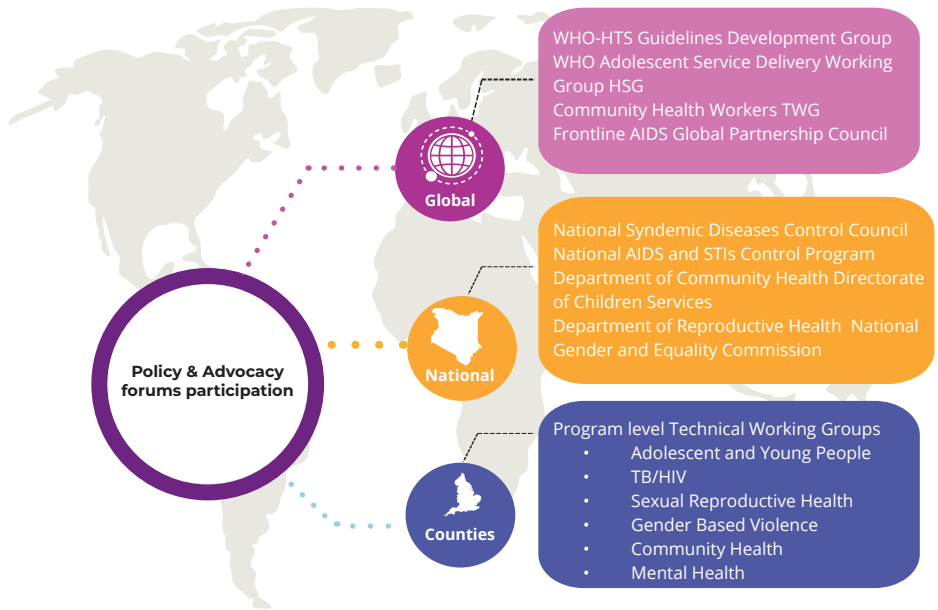 WHO-HTS Guidelines Development Group
WHO Adolescent Service Delivery Working
Group HSG
Community Health Workers TWG
Frontline AIDS Global Partnership Council
Global
National Syndemic Diseases Control Council
National AIDS and STIs Control Program
Department of Community Health Directorate
of Children Services
Department of Reproductive Health  National
Gender and Equality Commission
National
Policy & Advocacy
forums participation
Program level Technical Working Groups
• Adolescent and Young People
• TB/HIV
• Sexual Reproductive Health
• Gender Based Violence
• Community Health
• Mental Health
Counties